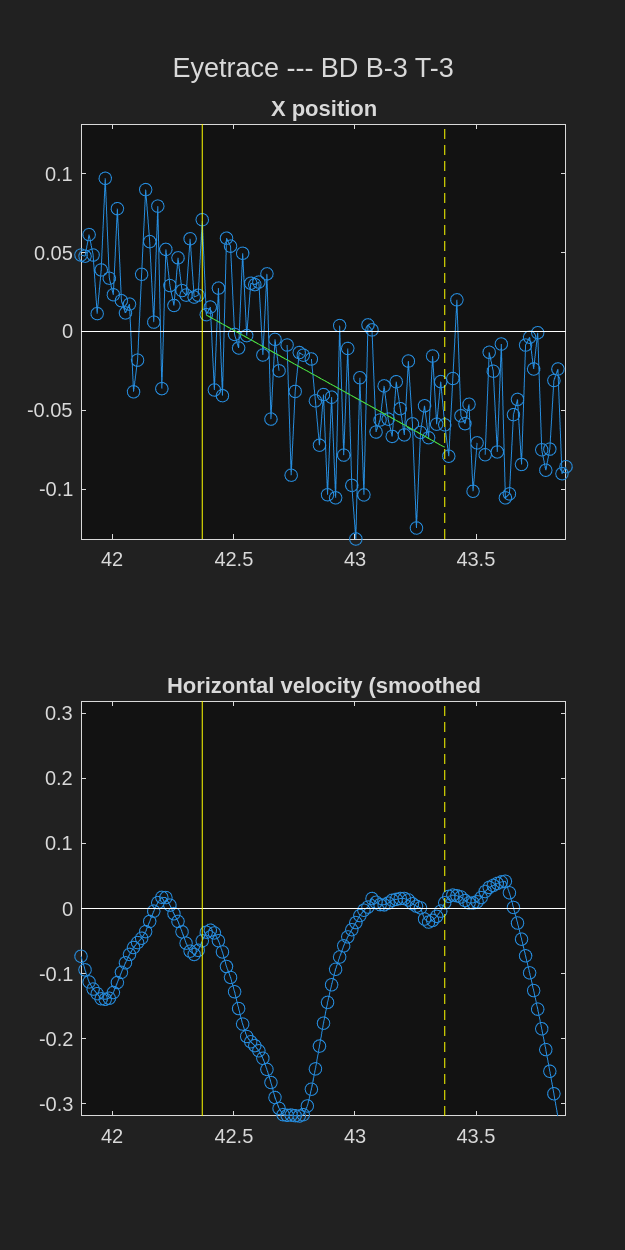 Eyetrace --- BD B-3 T-3
X position
0.1
0.05
0
-0.05
-0.1
42 42.5 43 43.5
Horizontal velocity (smoothed
0.3
0.2
0.1
0
-0.1
-0.2
-0.3
42 42.5 43 43.5